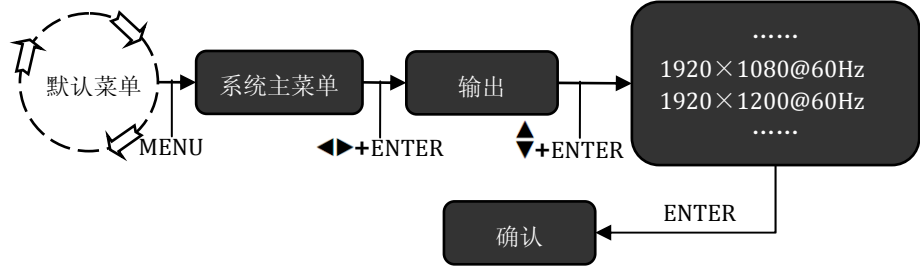 默认菜单
MENU
系统主菜单
◀▶+ENTER
输出
▲
▼+ENTER
……
1920×1080@60Hz
1920×1200@60Hz
……
ENTER
确认